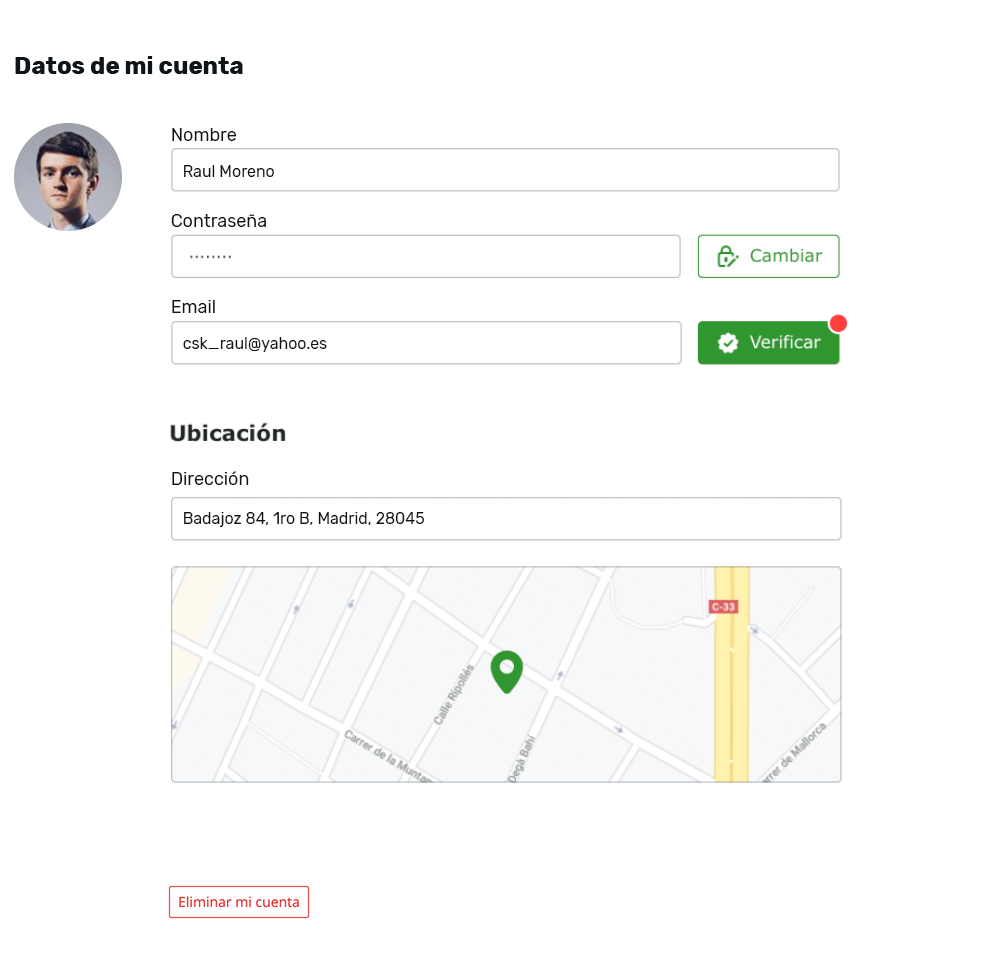 Datos de mi cuenta
Nombre
Raul Moreno
Contraseña
········
Cambiar
Email
csk_raul@yahoo.es
Verificar
Ubicación
Dirección
Badajoz 84, 1ro B, Madrid, 28045
C-33
Calle Ripollés
Carrer de la Muntan
Degà Bahí
rrer de Mallorca
Eliminar mi cuenta